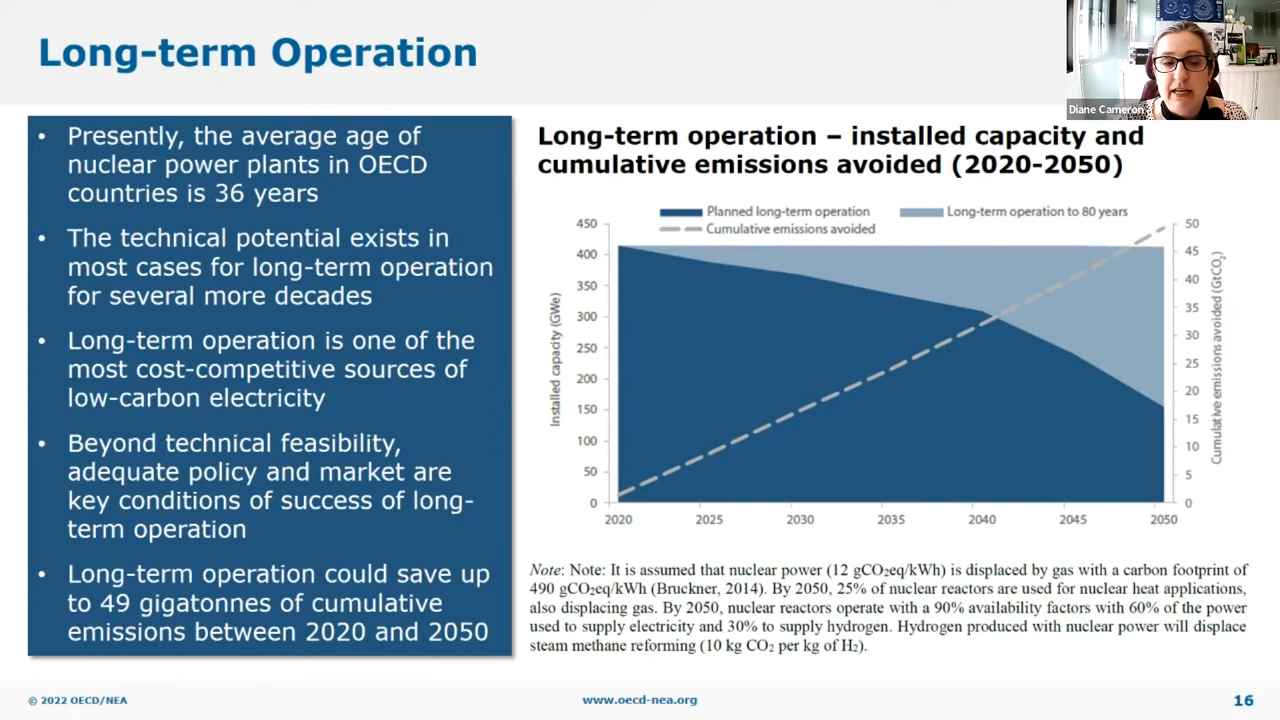 Long-term Operation
Diane Cameron
• Presently, the average age of
nuclear power plants in OECD
countries is 36 years
• The technical potential exists in
most cases for long-term operation
for several more decades
• Long-term operation is one of the
most cost-competitive sources of
low-carbon electricity
• Beyond technical feasibility,
adequate policy and market are
key conditions of success of long-
term operation
• Long-term operation could save up
to 49 gigatonnes of cumulative
emissions between 2020 and 2050
Long-term operation – installed capacity and
cumulative emissions avoided (2020-2050)
Planned long-term operation
Long-term operation to 80 years
Cumulative emissions avoided
Installed capacity (GWe)
450
400
350
300
250
200
150
100
50
0
2020 2025 2030 2035 2040 2045 2050
50
45
40
35
30
25
20
15
10
5
0
Cumulative emissions avoided (GtCO₂)
Note: Note: It is assumed that nuclear power (12 gCO₂eq/kWh) is displaced by gas with a carbon footprint of
490 gCO₂eq/kWh (Bruckner, 2014). By 2050, 25% of nuclear reactors are used for nuclear heat applications,
also displacing gas. By 2050, nuclear reactors operate with a 90% availability factors with 60% of the power
used to supply electricity and 30% to supply hydrogen. Hydrogen produced with nuclear power will displace
steam methane reforming (10 kg CO₂ per kg of H₂).
© 2022 OECD/NEA
www.oecd-nea.org
16